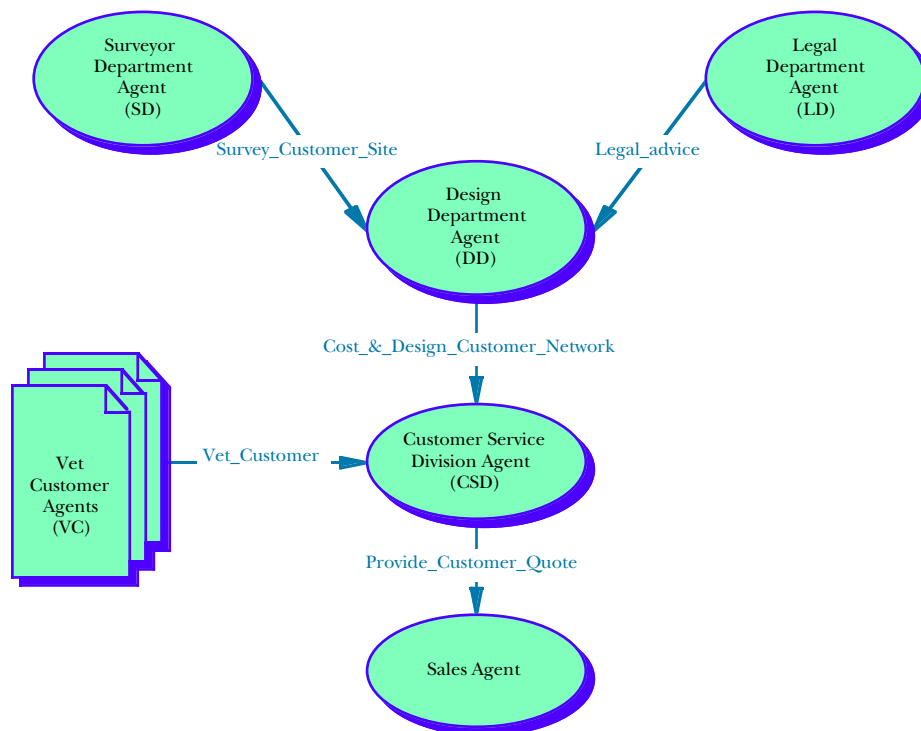 Surveyor
Department
Agent
(SD)
Legal
Department
Agent
(LD)
Survey_Customer_Site
Legal_advice
Design
Department
Agent
(DD)
Cost_&_Design_Customer_Network
Vet
Customer
Agents
(VC)
Vet_Customer
Customer Service
Division Agent
(CSD)
Provide_Customer_Quote
Sales Agent